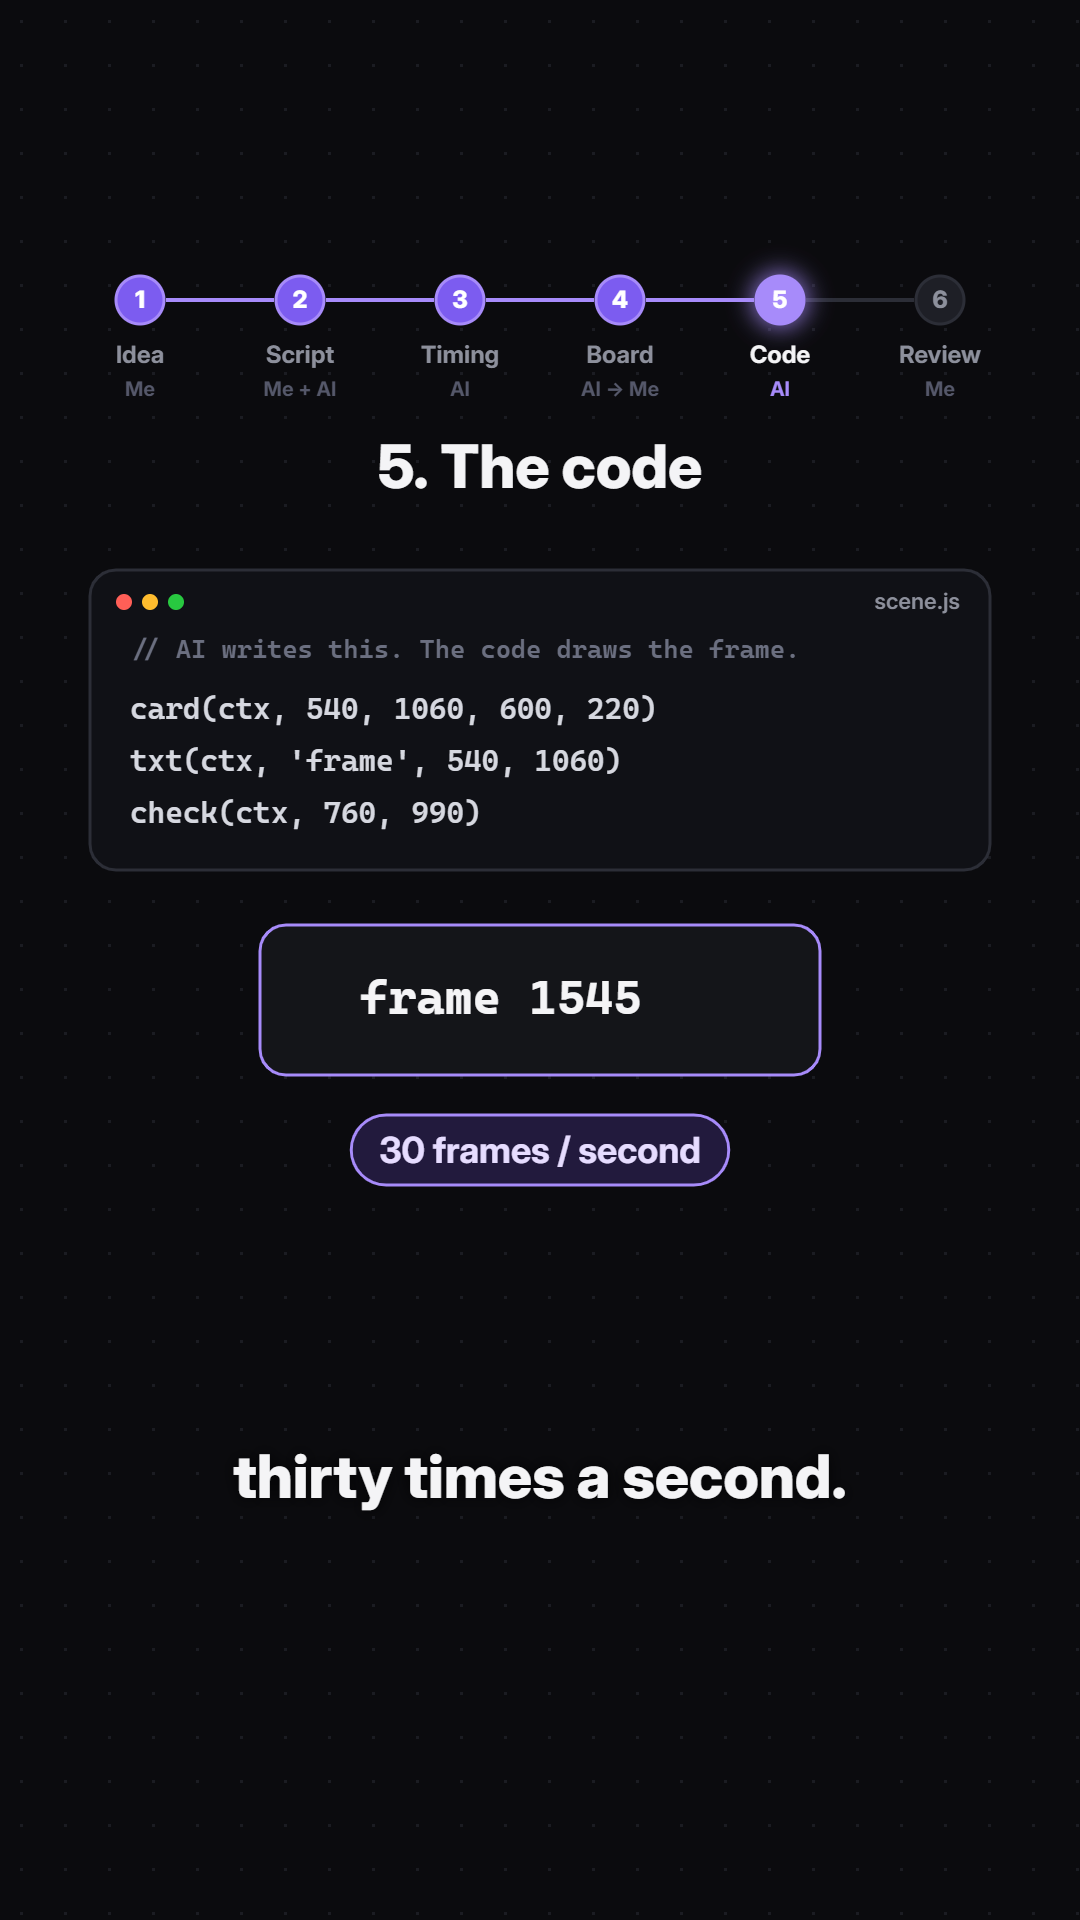 1 2 3 4 5 6
Idea Script Timing Board Code Review
Me Me + AI AI AI → Me AI Me
5. The code
scene.js
// AI writes this. The code draws the frame.
card(ctx, 540, 1060, 600, 220)
txt(ctx, 'frame', 540, 1060)
check(ctx, 760, 990)
frame 1545
30 frames / second
thirty times a second.